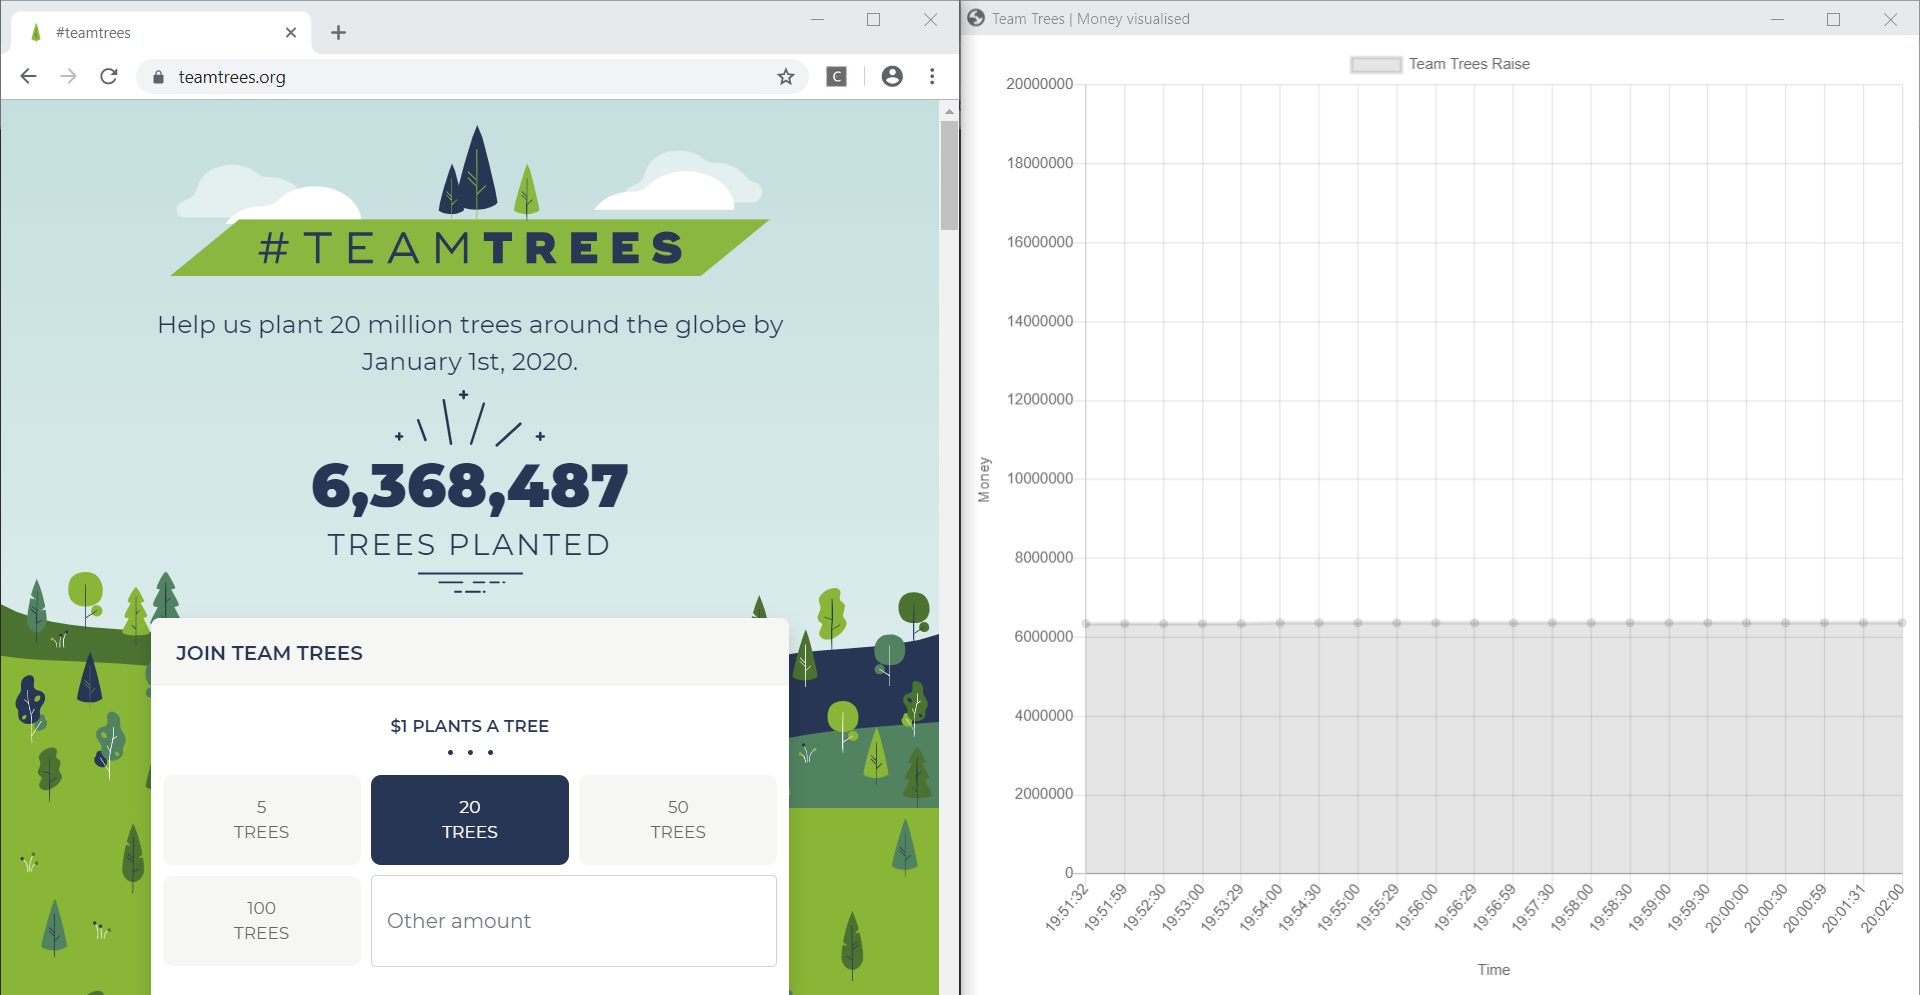 #teamtrees
teamtrees.org
C
#TEAMTREES
Help us plant 20 million trees around the globe by
January 1st, 2020.
6,368,487
TREES PLANTED
JOIN TEAM TREES
$1 PLANTS A TREE
5
TREES
20
TREES
50
TREES
100
TREES
Other amount
Team Trees | Money visualised
Team Trees Raise
20000000
18000000
16000000
14000000
12000000
10000000
8000000
6000000
4000000
2000000
0
Money
19:51:32
19:51:59
19:52:30
19:53:00
19:53:29
19:54:00
19:54:30
19:55:00
19:55:29
19:56:00
19:56:29
19:56:59
19:57:30
19:58:00
19:58:30
19:59:00
19:59:30
20:00:00
20:00:30
20:00:59
20:01:31
20:02:00
Time